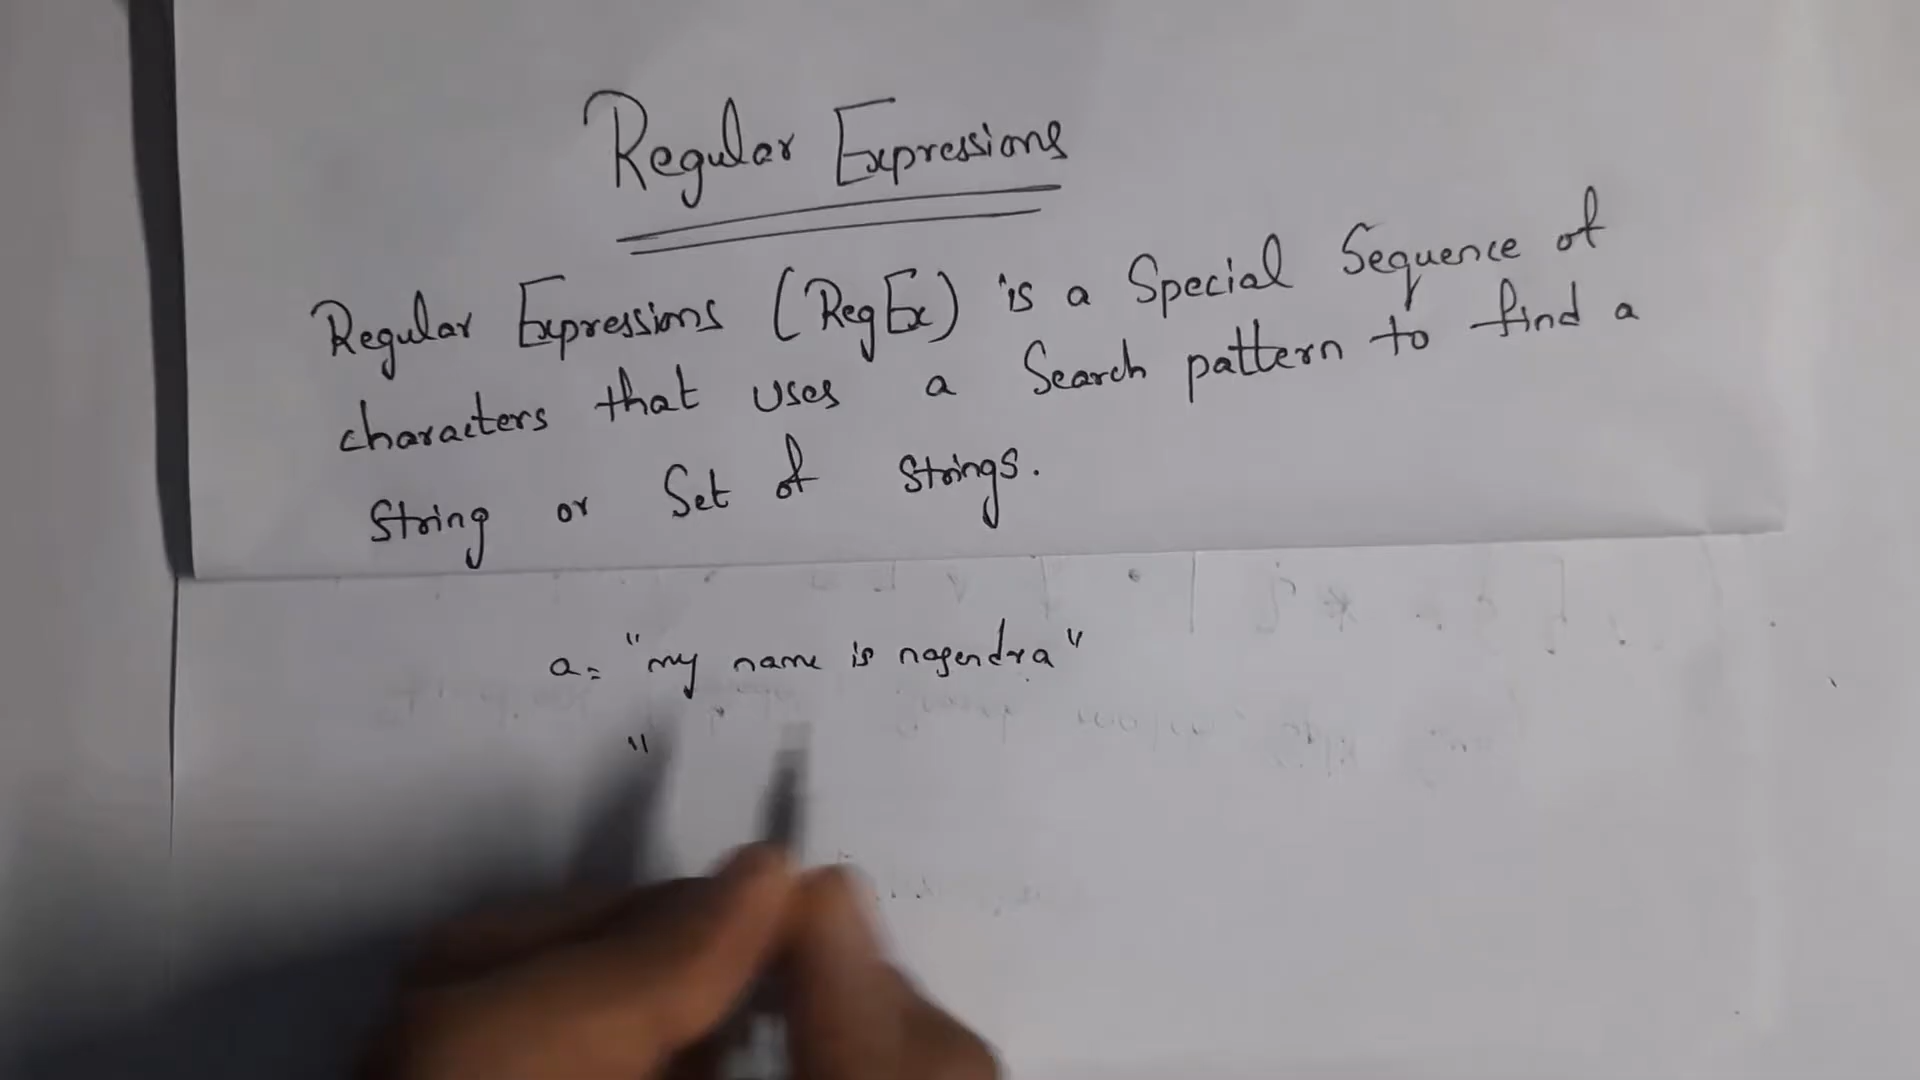 Regular Expressions
Regular Expressions (RegEx) is a Special Sequence of
characters that uses a Search pattern to find a
String or Set of strings.
a= "my name is nagendra"
"